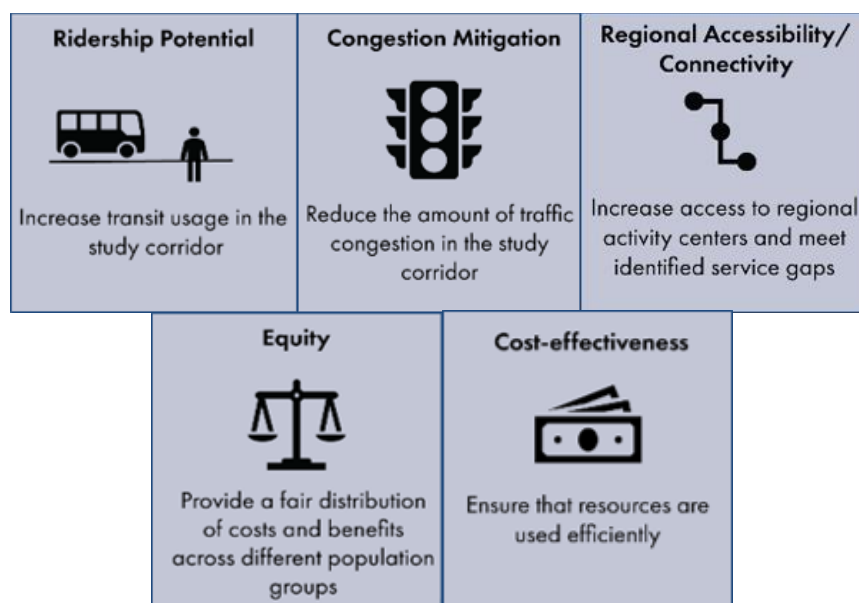 Ridership Potential
Increase transit usage in the
study corridor
Congestion Mitigation
Reduce the amount of traffic
congestion in the study
corridor
Regional Accessibility/
Connectivity
Increase access to regional
activity centers and meet
identified service gaps
Equity
Provide a fair distribution
of costs and benefits
across different population
groups
Cost-effectiveness
Ensure that resources are
used efficiently